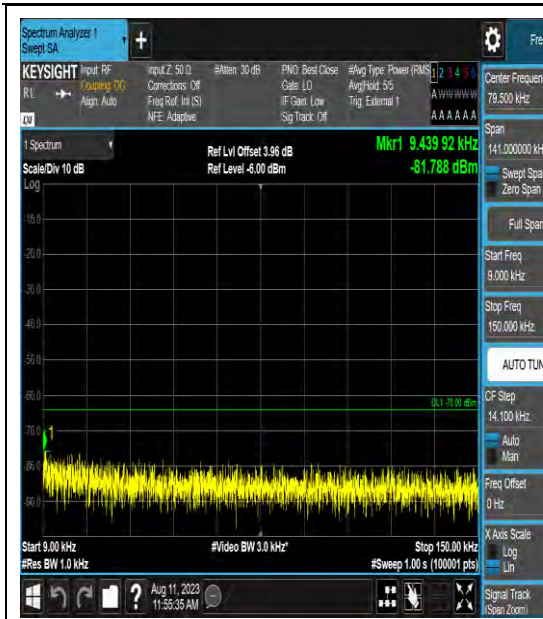 Spectrum Analyzer 1
Swept SA
+
Fre
KEYSIGHT
Input: RF
Coupling: DC
Align: Auto
Input Z: 50 Ω
Corrections: Off
Freq Ref: Int (S)
NFE: Adaptive
#Atten: 30 dB
PNO: Best Close
Gate: LO
IF Gain: Low
Sig Track: Off
#Avg Type: Power (RMS
Avg|Hold: 5/5
Trig: External 1
1 2 3 4 5 6
A W W W W W
A A A A A A
1 Spectrum
Scale/Div 10 dB
Log
Ref Lvl Offset 3.96 dB
Ref Level -6.00 dBm
Mkr1 9.439 92 kHz
-81.788 dBm
-16.0
-26.0
-36.0
-46.0
-56.0
-66.0
-76.0
-86.0
-96.0
DL1 -70.00 dBm
1
Start 9.00 kHz
#Res BW 1.0 kHz
#Video BW 3.0 kHz*
Stop 150.00 kHz
#Sweep 1.00 s (100001 pts)
Center Frequen
79.500 kHz
Span
141.000000 kH
Swept Spa
Zero Span
Full Span
Start Freq
9.000 kHz
Stop Freq
150.000 kHz
AUTO TUN
CF Step
14.100 kHz
Auto
Man
Freq Offset
0 Hz
X Axis Scale
Log
Lin
Signal Track
(Span Zoom)
?
Aug 11, 2023
11:55:35 AM